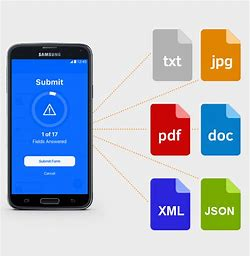 SAMSUNG
Submit
1 of 17
Fields Answered
Submit Form
Cancel
txt
jpg
pdf
doc
XML
JSON